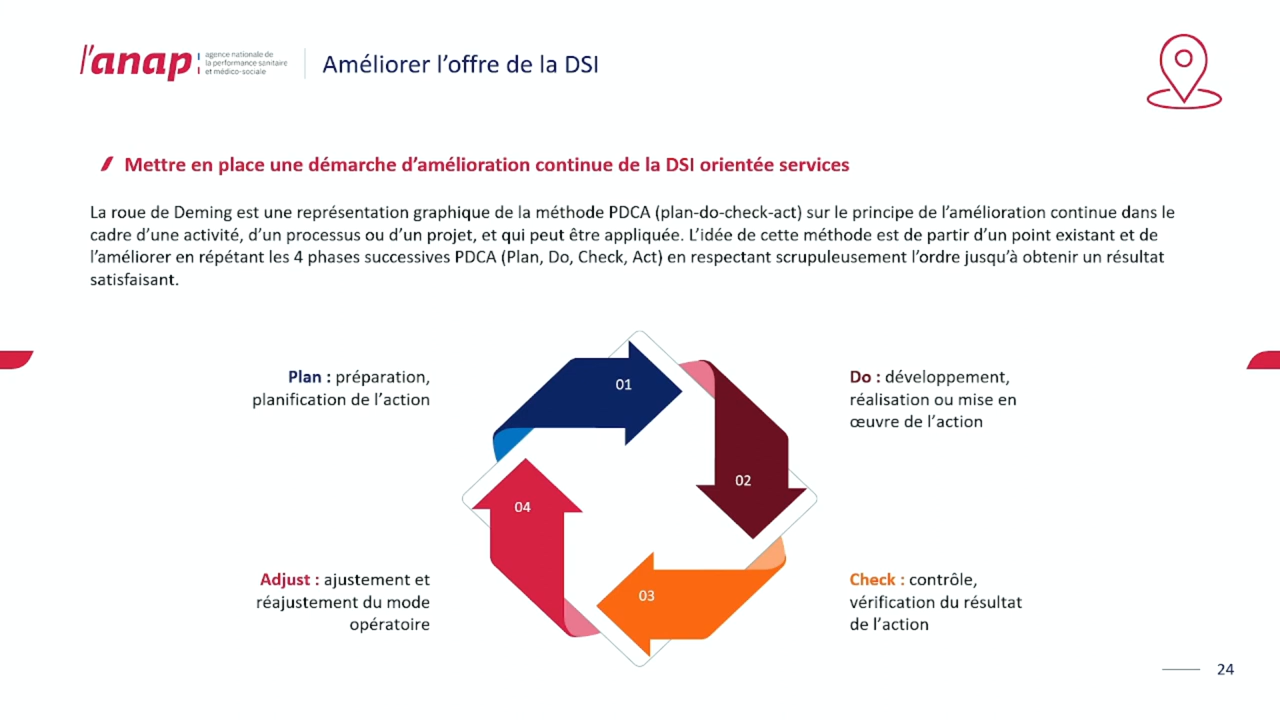 l'anap
agence nationale de
la performance sanitaire
et médico-sociale
Améliorer l'offre de la DSI
Mettre en place une démarche d'amélioration continue de la DSI orientée services
La roue de Deming est une représentation graphique de la méthode PDCA (plan-do-check-act) sur le principe de l'amélioration continue dans le
cadre d'une activité, d'un processus ou d'un projet, et qui peut être appliquée. L'idée de cette méthode est de partir d'un point existant et de
l'améliorer en répétant les 4 phases successives PDCA (Plan, Do, Check, Act) en respectant scrupuleusement l'ordre jusqu'à obtenir un résultat
satisfaisant.
Plan : préparation,
planification de l'action
01
Do : développement,
réalisation ou mise en
œuvre de l'action
02
04
Adjust : ajustement et
réajustement du mode
opératoire
03
Check : contrôle,
vérification du résultat
de l'action
24